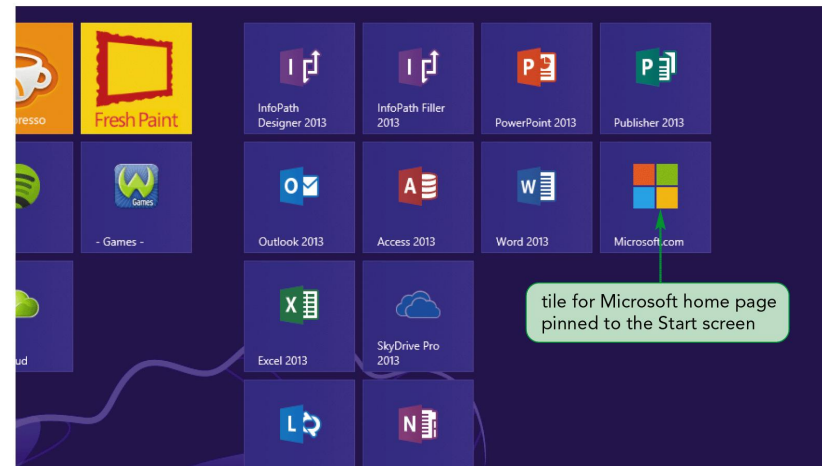 presso
Fresh Paint
InfoPath
Designer 2013
InfoPath Filler
2013
PowerPoint 2013
Publisher 2013
Games
- Games -
Outlook 2013
Access 2013
Word 2013
Microsoft.com
tile for Microsoft home page
pinned to the Start screen
ud
Excel 2013
SkyDrive Pro
2013